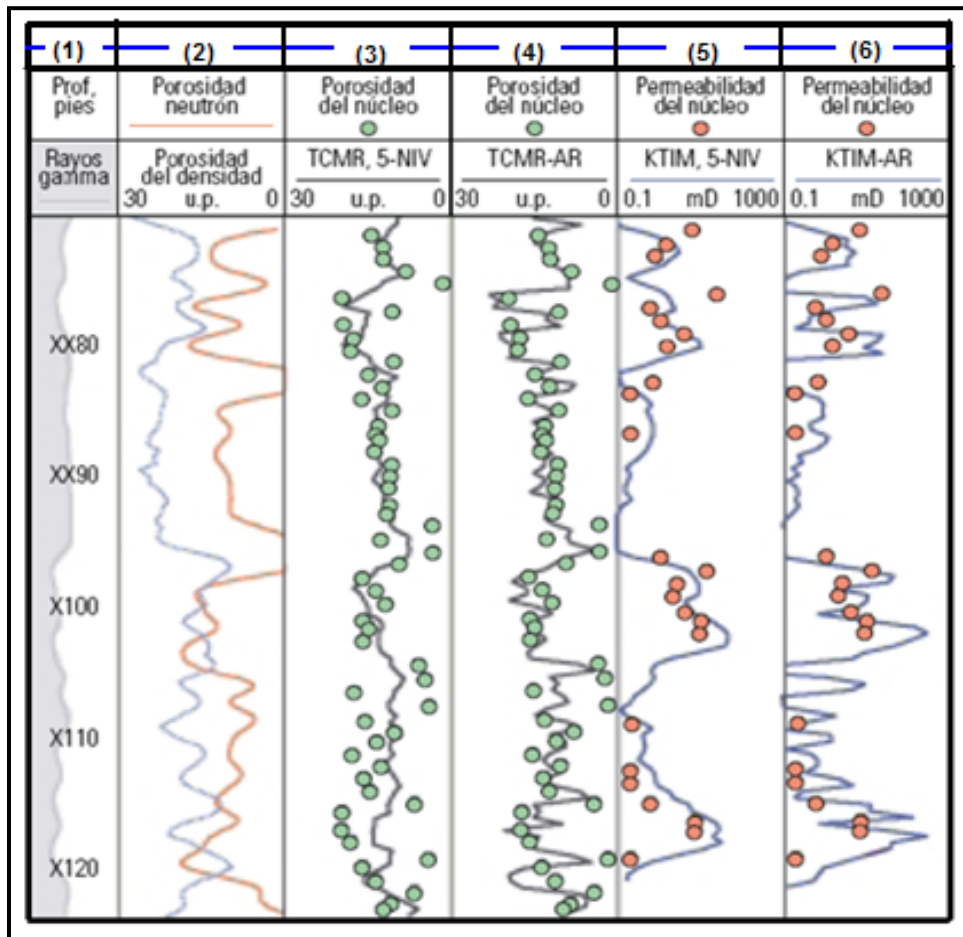 (1) (2) (3) (4) (5) (6)
Prof, pies
Porosidad neutrón
Porosidad del núcleo
Porosidad del núcleo
Permeabilidad del núcleo
Permeabilidad del núcleo
Rayos gamma
Porosidad del densidad
30 u.p. 0
TCMR, 5-NIV
30 u.p. 0
TCMR-AR
30 u.p. 0
KTIM, 5-NIV
0.1 mD 1000
KTIM-AR
0.1 mD 1000
XX80
XX90
X100
X110
X120